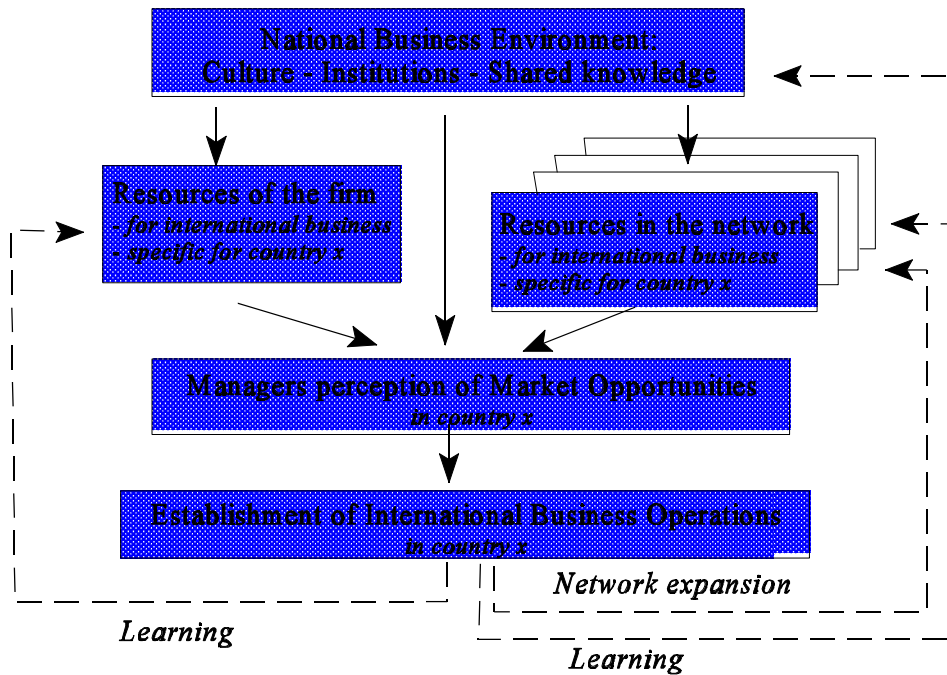 National Business Environment:
Culture - Institutions - Shared knowledge
Resources of the firm
- for international business
- specific for country x
Resources in the network
- for international business
- specific for country x
Managers perception of Market Opportunities
in country x
Establishment of International Business Operations
in country x
Network expansion
Learning
Learning